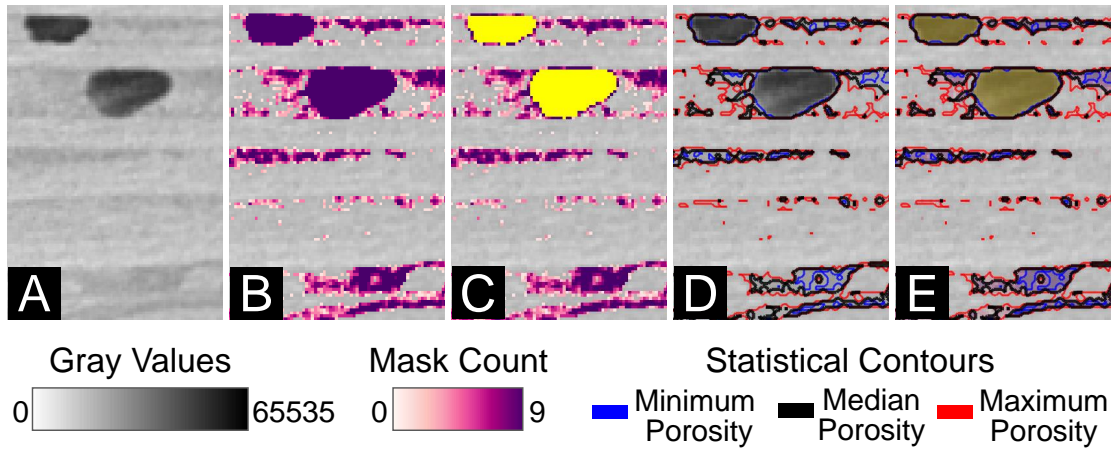 A B C D E
Gray Values Mask Count Statistical Contours
0 65535 0 9 Minimum Porosity Median Porosity Maximum Porosity